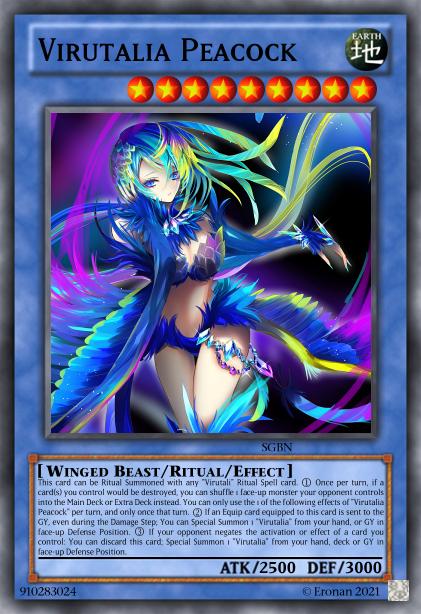 VIRUTALIA PEACOCK
EARTH
地
SGBN
[ WINGED BEAST/RITUAL/EFFECT ]
This card can be Ritual Summoned with any "Virutali" Ritual Spell card. ① Once per turn, if a
card(s) you control would be destroyed, you can shuffle 1 face-up monster your opponent controls
into the Main Deck or Extra Deck instead. You can only use the 1 of the following effects of "Virutalia
Peacock" per turn, and only once that turn. ② If an Equip card equipped to this card is sent to the
GY, even during the Damage Step; You can Special Summon 1 "Virutalia" from your hand, or GY in
face-up Defense Position. ③ If your opponent negates the activation or effect of a card you
control: You can discard this card; Special Summon 1 "Virutalia" from your hand, deck or GY in
face-up Defense Position.
ATK/2500 DEF/3000
910283024
© Eronan 2021